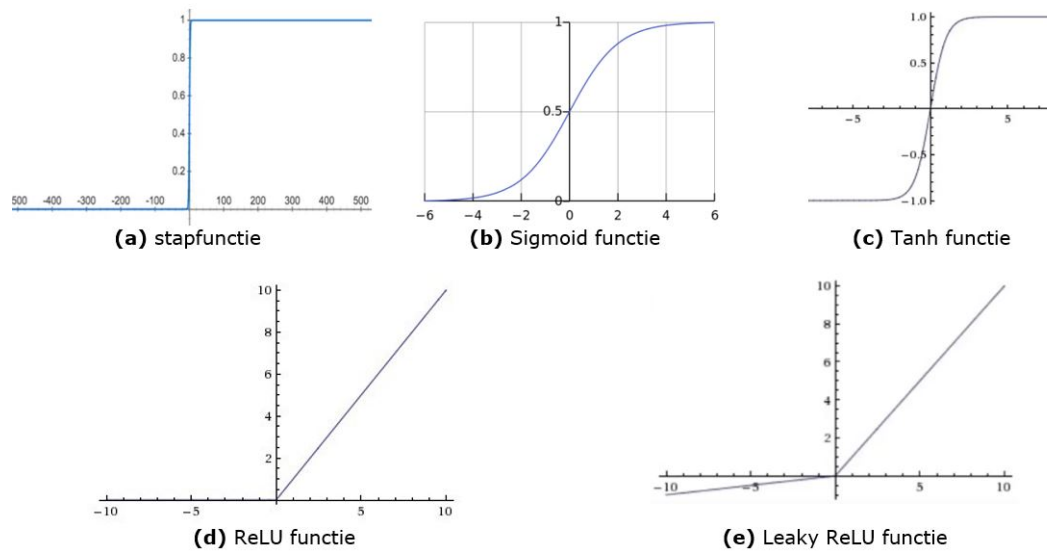 1
0.8
0.6
0.4
0.2
500 -400 -300 -200 -100 0 100 200 300 400 500
(a) stapfunctie
1
0.5
0
-6 -4 -2 0 2 4 6
(b) Sigmoid functie
1.0
0.5
-5 5
-0.5
-1.0
(c) Tanh functie
10
8
6
4
2
-10 -5 5 10
(d) ReLU functie
10
8
6
4
2
-10 -5 5 10
(e) Leaky ReLU functie